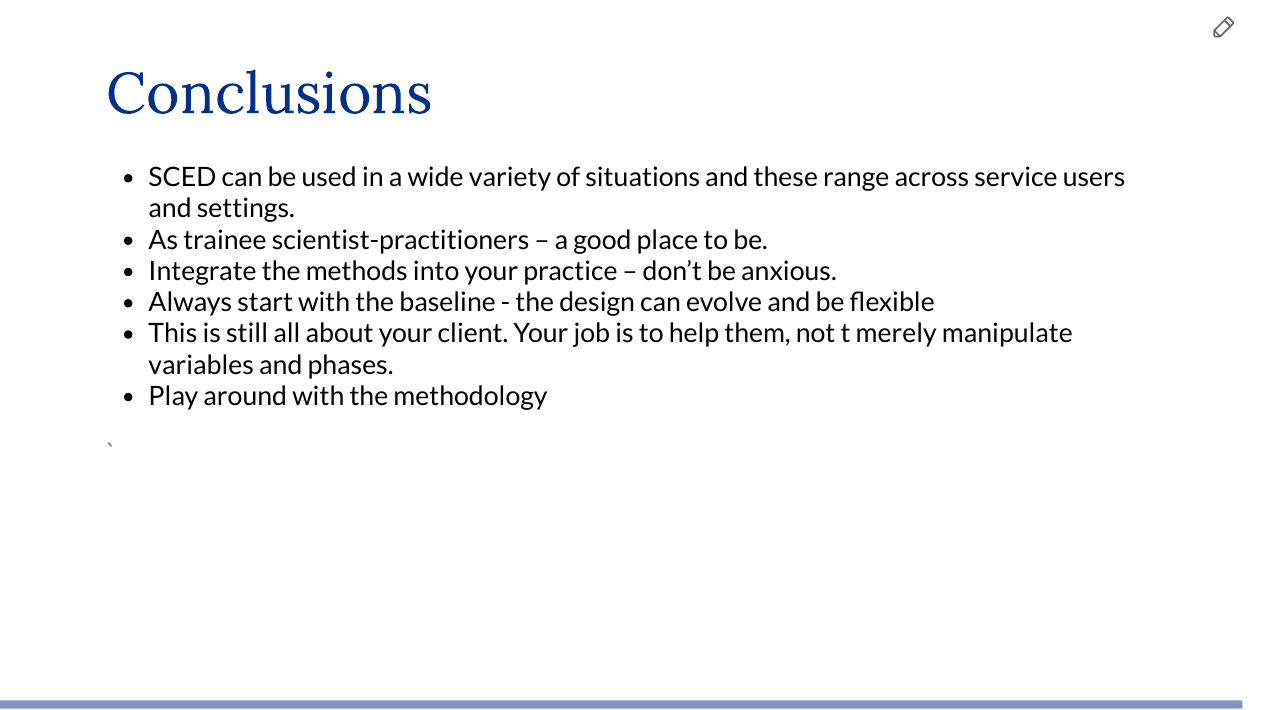 Conclusions
• SCED can be used in a wide variety of situations and these range across service users
and settings.
• As trainee scientist-practitioners – a good place to be.
• Integrate the methods into your practice – don’t be anxious.
• Always start with the baseline - the design can evolve and be flexible
• This is still all about your client. Your job is to help them, not t merely manipulate
variables and phases.
• Play around with the methodology
`